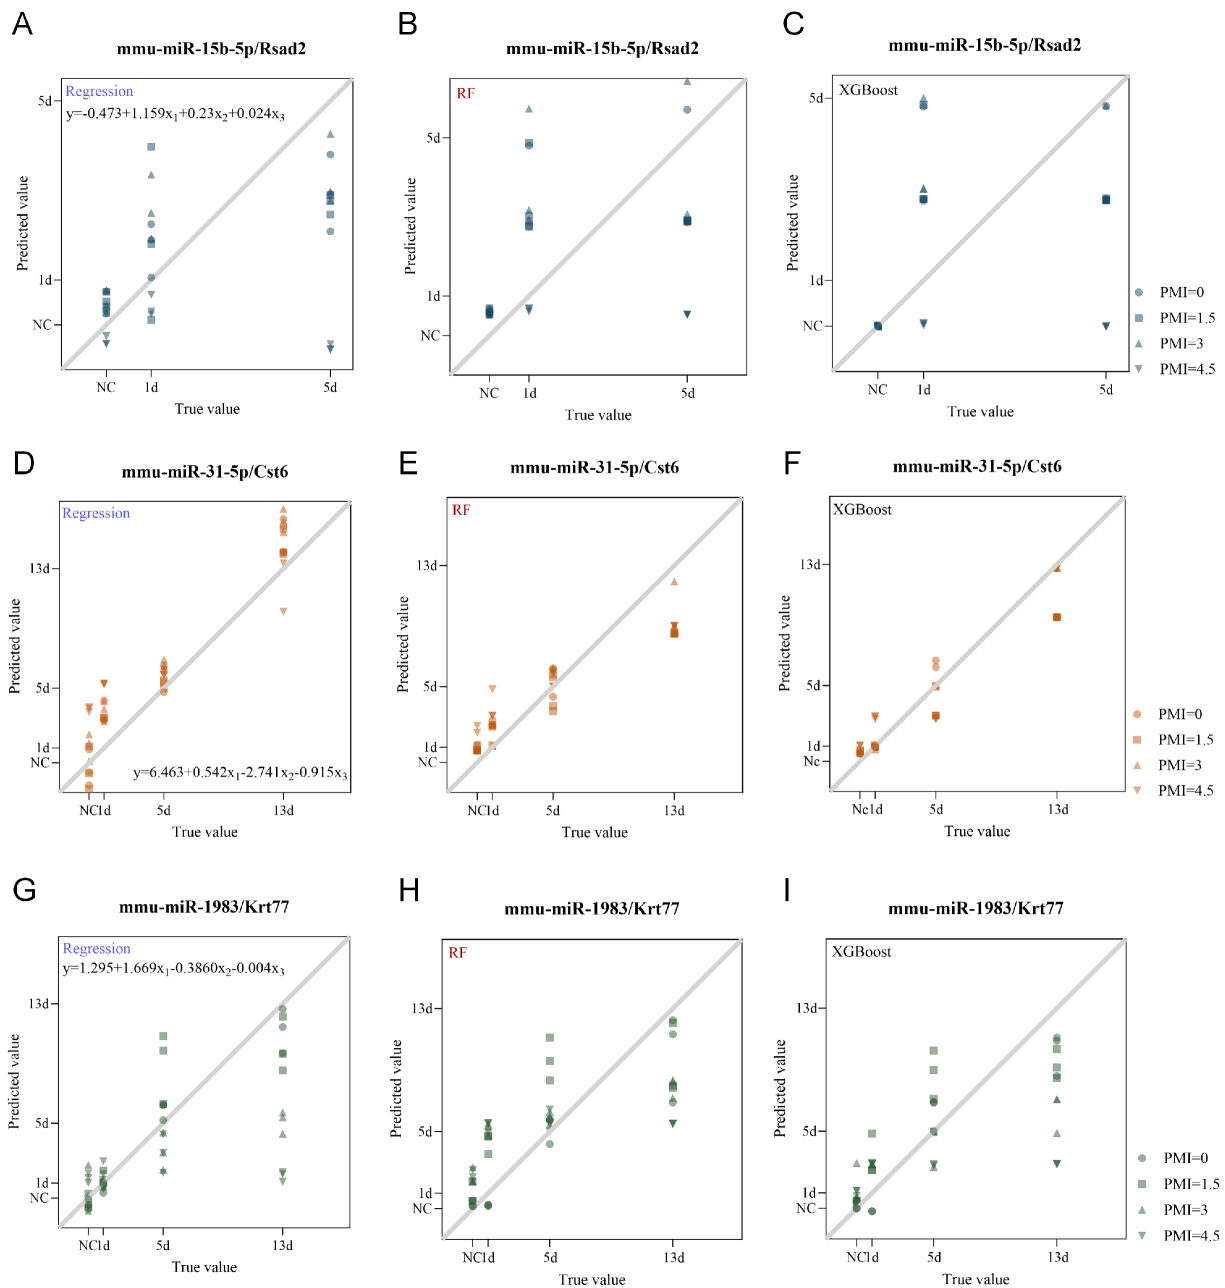 A
mmu-miR-15b-5p/Rsad2
Regression
y=-0.473+1.159x1+0.23x2+0.024x3
5d
1d
NC
Predicted value
NC
1d
5d
True value
B
mmu-miR-15b-5p/Rsad2
RF
5d
1d
NC
Predicted value
NC
1d
5d
True value
C
mmu-miR-15b-5p/Rsad2
XGBoost
5d
1d
NC
Predicted value
NC
1d
5d
True value
PMI=0
PMI=1.5
PMI=3
PMI=4.5
D
mmu-miR-31-5p/Cst6
Regression
13d
5d
1d
NC
Predicted value
y=6.463+0.542x1-2.741x2-0.915x3
NC1d
5d
13d
True value
E
mmu-miR-31-5p/Cst6
RF
13d
5d
1d
NC
Predicted value
NC1d
5d
13d
True value
F
mmu-miR-31-5p/Cst6
XGBoost
13d
5d
1d
Nc
Predicted value
Nc1d
5d
13d
True value
PMI=0
PMI=1.5
PMI=3
PMI=4.5
G
mmu-miR-1983/Krt77
Regression
y=1.295+1.669x1-0.3860x2-0.004x3
13d
5d
1d
NC
Predicted value
NC1d
5d
13d
True value
H
mmu-miR-1983/Krt77
RF
13d
5d
1d
NC
Predicted value
NC1d
5d
13d
True value
I
mmu-miR-1983/Krt77
XGBoost
13d
5d
1d
NC
Predicted value
NC1d
5d
13d
True value
PMI=0
PMI=1.5
PMI=3
PMI=4.5